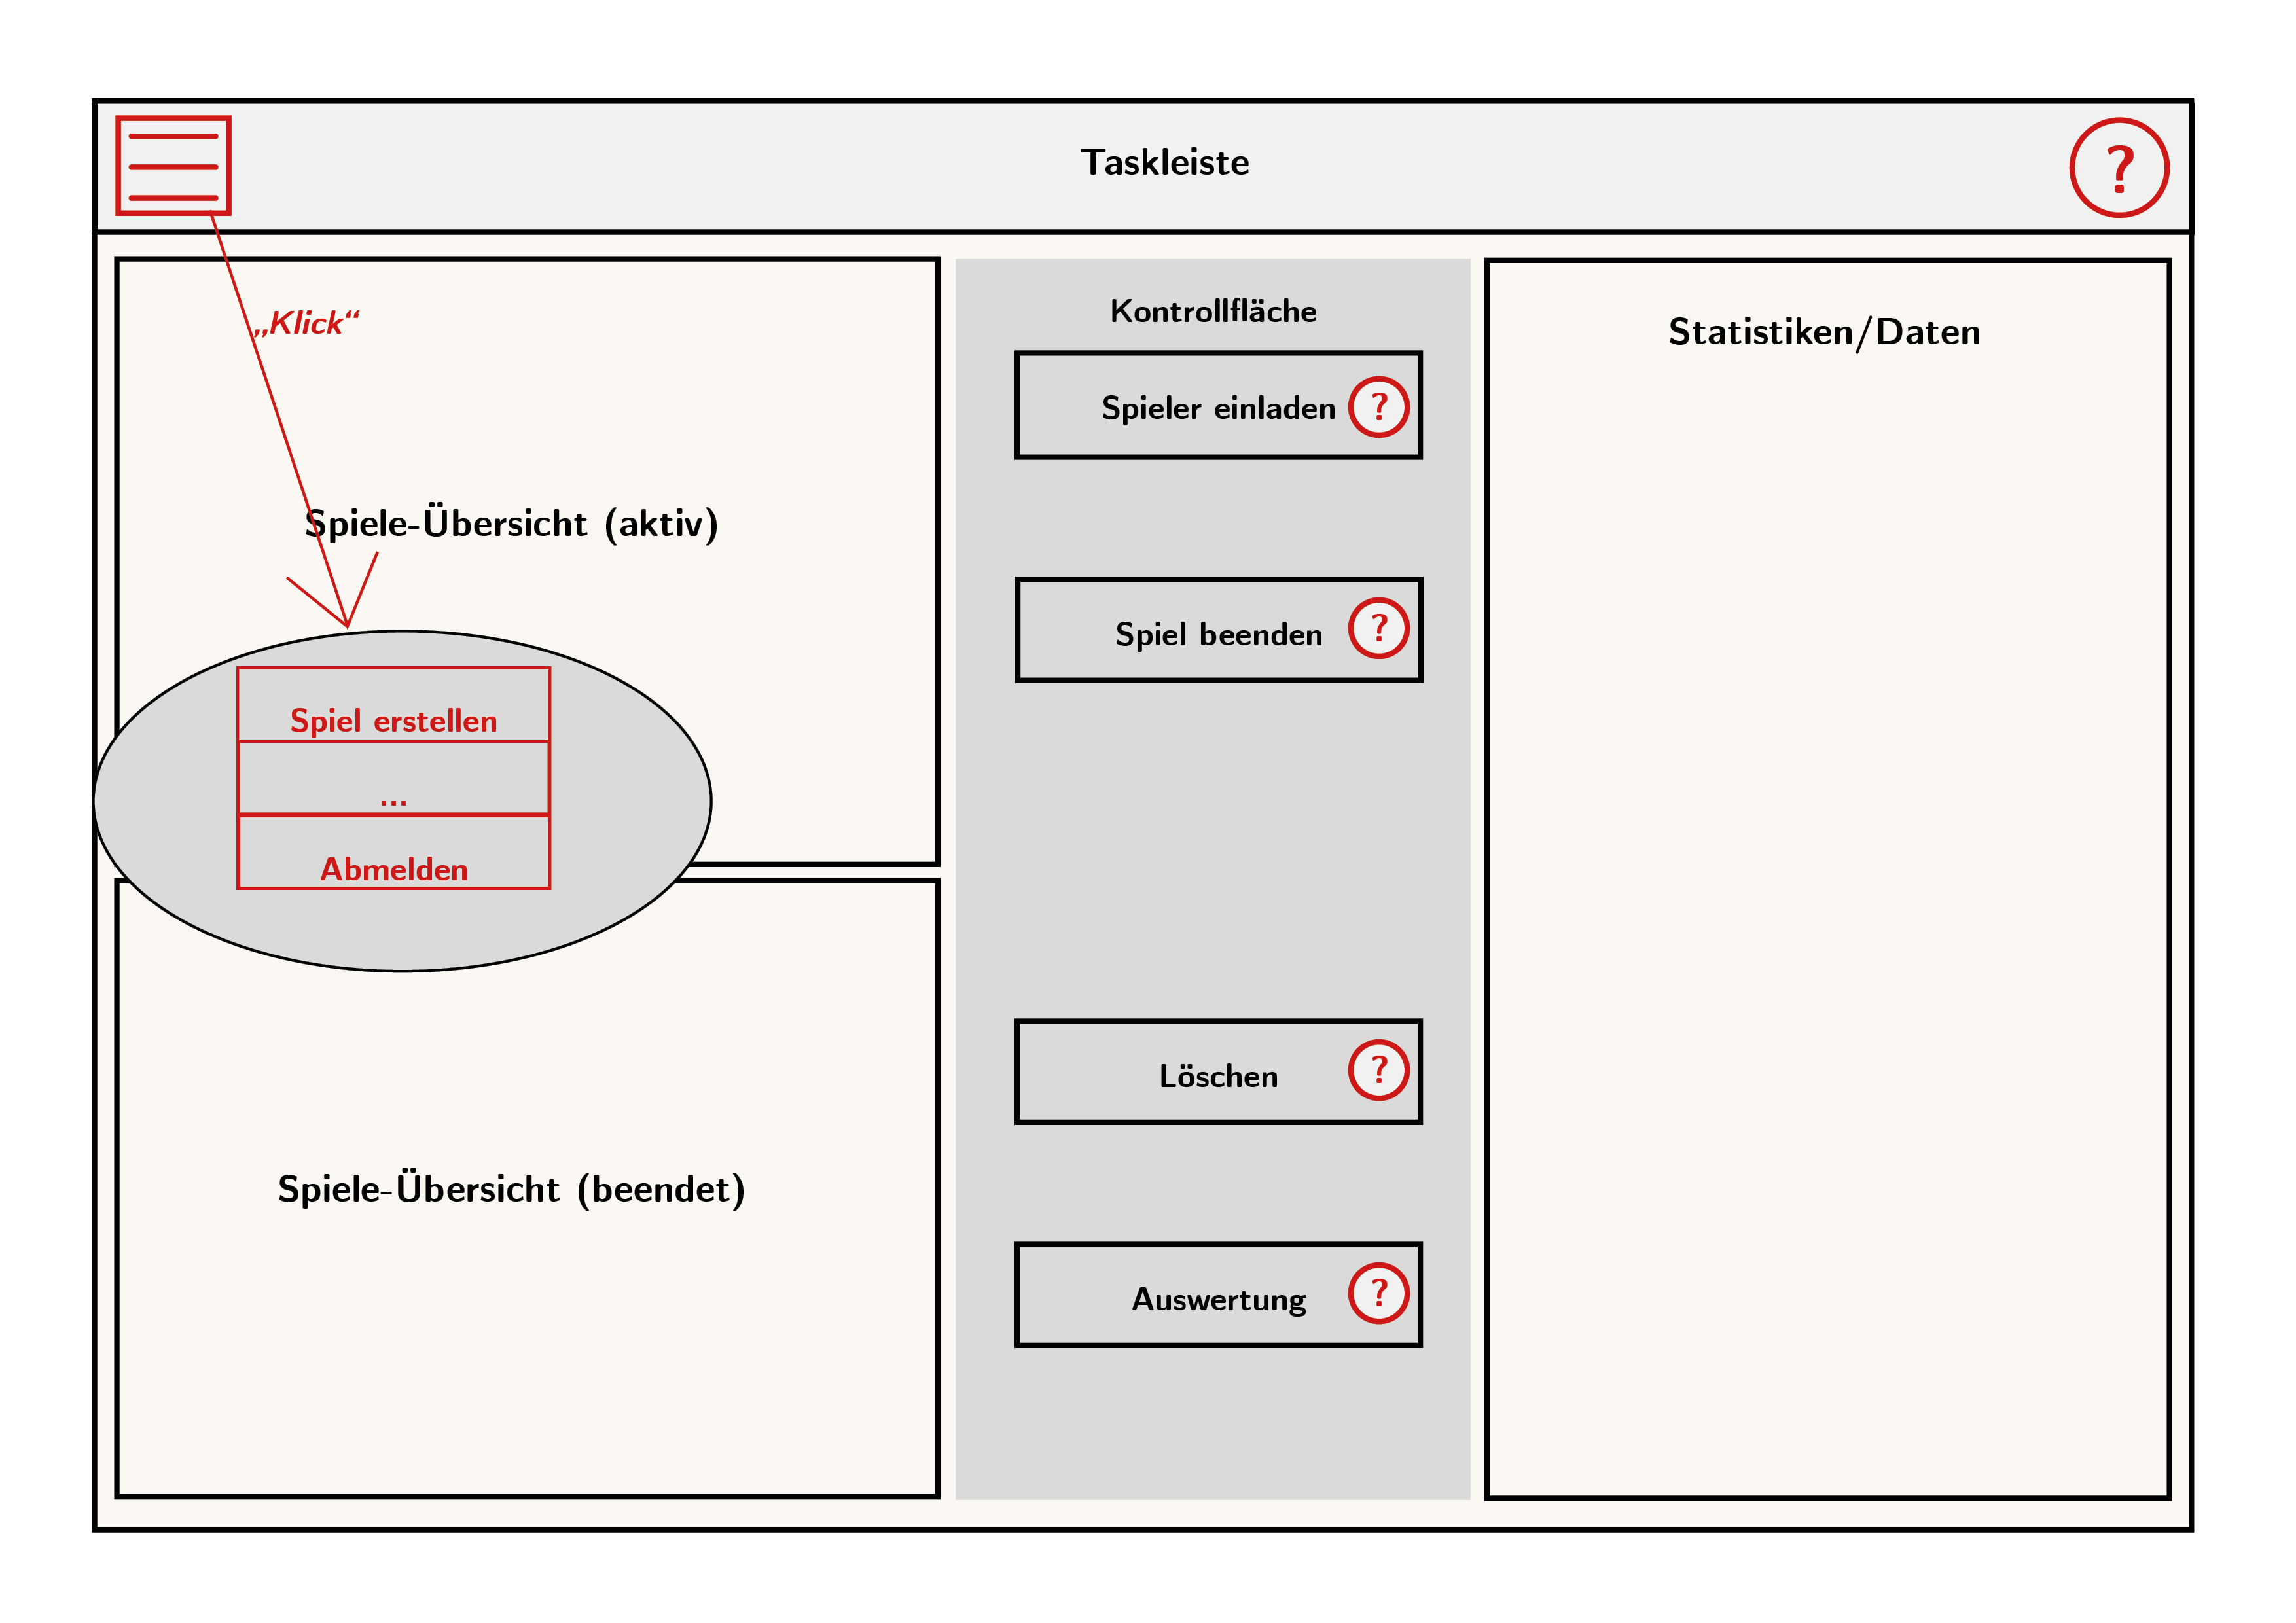 Taskleiste
?
„Klick“
Spiele-Übersicht (aktiv)
Spiel erstellen
...
Abmelden
Spiele-Übersicht (beendet)
Kontrollfläche
Spieler einladen
?
Spiel beenden
?
Löschen
?
Auswertung
?
Statistiken/Daten